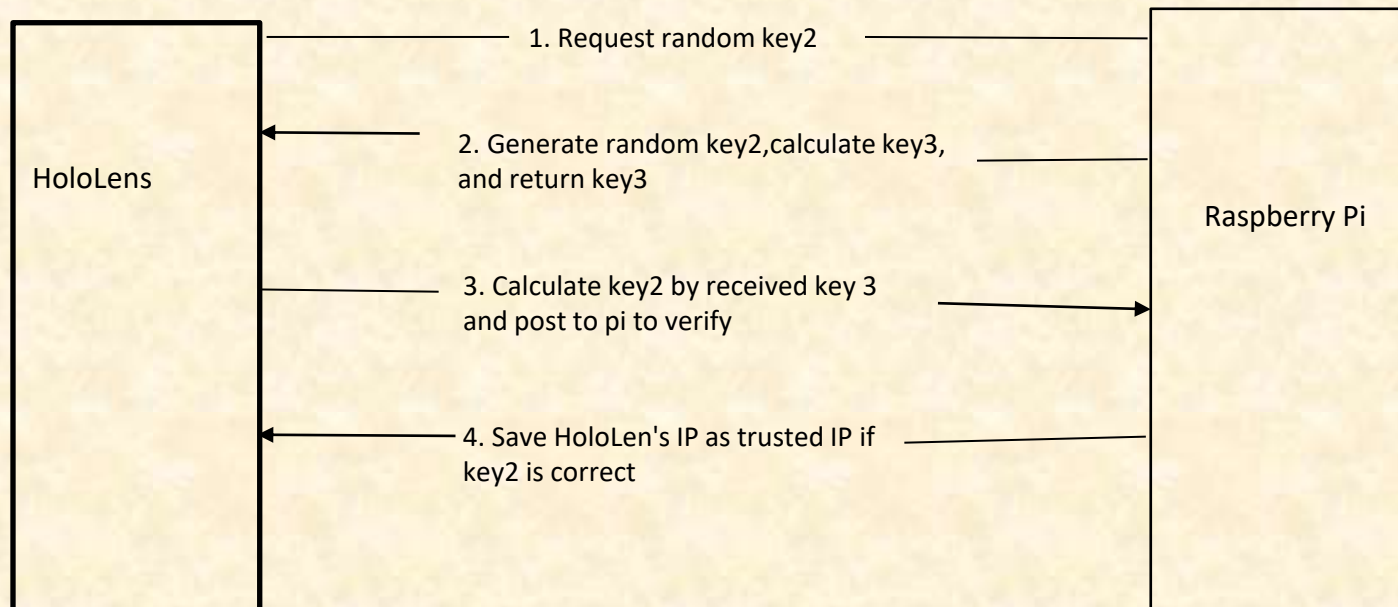 1. Request random key2
2. Generate random key2,calculate key3,
and return key3
HoloLens
Raspberry Pi
3. Calculate key2 by received key 3
and post to pi to verify
4. Save HoloLen's IP as trusted IP if
key2 is correct